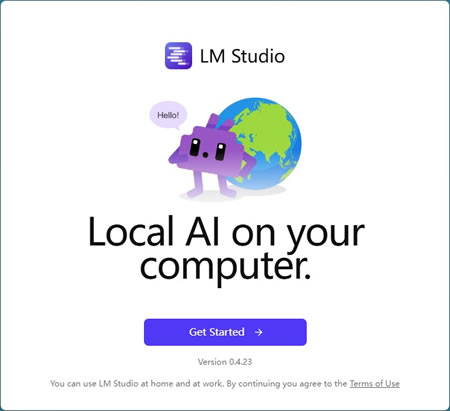 LM Studio
Hello!
Local AI on your
computer.
Get Started →
Version 0.4.23
You can use LM Studio at home and at work. By continuing you agree to the Terms of Use